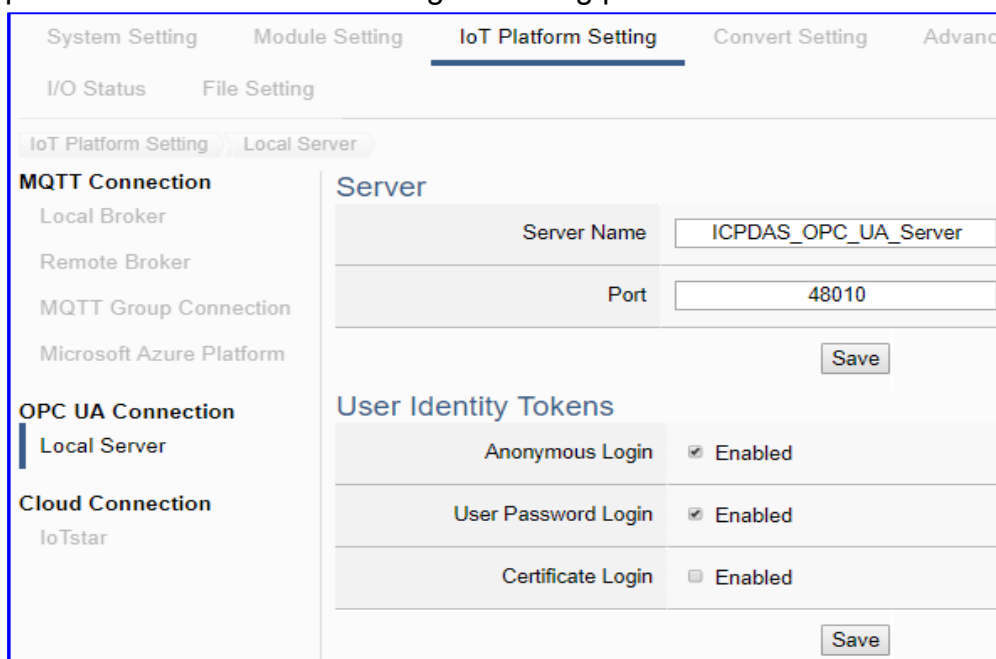 System Setting Module Setting IoT Platform Setting Convert Setting Advanc
I/O Status File Setting
IoT Platform Setting Local Server
MQTT Connection
Local Broker
Remote Broker
MQTT Group Connection
Microsoft Azure Platform
OPC UA Connection
Local Server
Cloud Connection
IoTstar
Server
Server Name ICPDAS_OPC_UA_Server
Port 48010
Save
User Identity Tokens
Anonymous Login Enabled
User Password Login Enabled
Certificate Login Enabled
Save